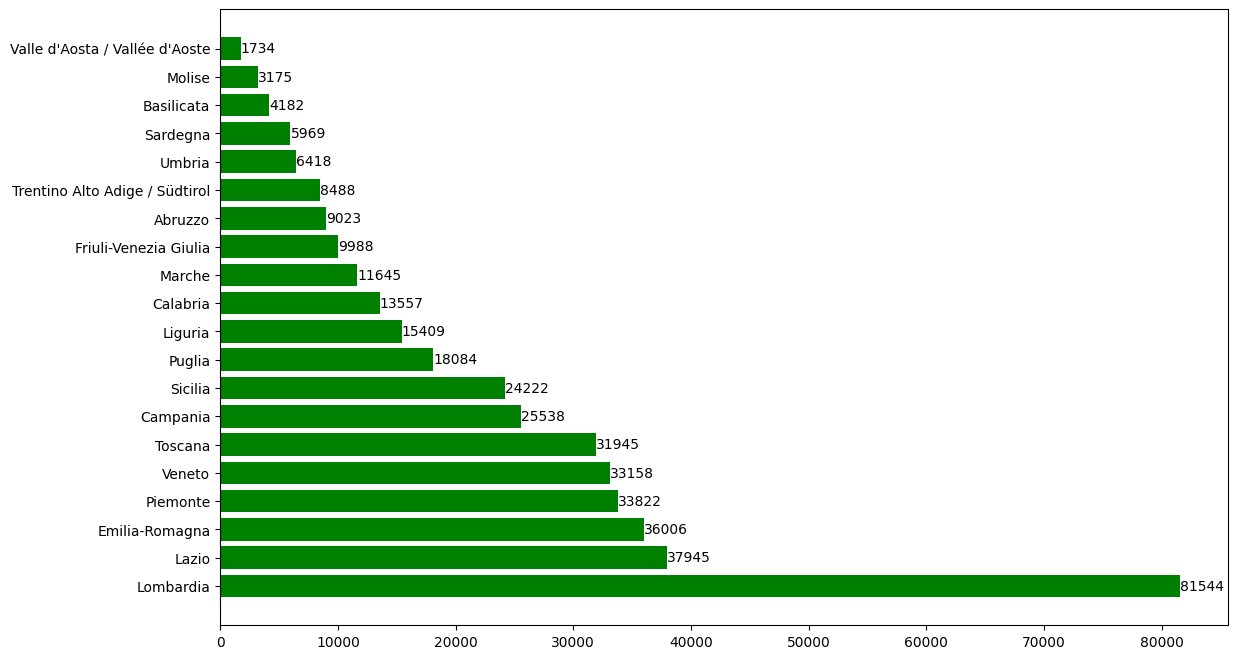 Valle d'Aosta / Vallée d'Aoste 1734
Molise 3175
Basilicata 4182
Sardegna 5969
Umbria 6418
Trentino Alto Adige / Südtirol 8488
Abruzzo 9023
Friuli-Venezia Giulia 9988
Marche 11645
Calabria 13557
Liguria 15409
Puglia 18084
Sicilia 24222
Campania 25538
Toscana 31945
Veneto 33158
Piemonte 33822
Emilia-Romagna 36006
Lazio 37945
Lombardia 81544
0 10000 20000 30000 40000 50000 60000 70000 80000